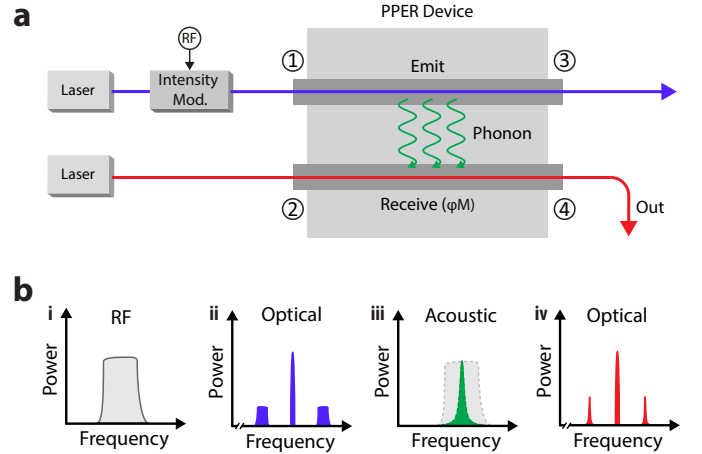 a
PPER Device
RF
① Emit ③
Laser
Intensity
Mod.
Phonon
Laser
② Receive (φM) ④
Out
b
i RF
Power
Frequency
ii Optical
Power
Frequency
iii Acoustic
Power
Frequency
iv Optical
Power
Frequency